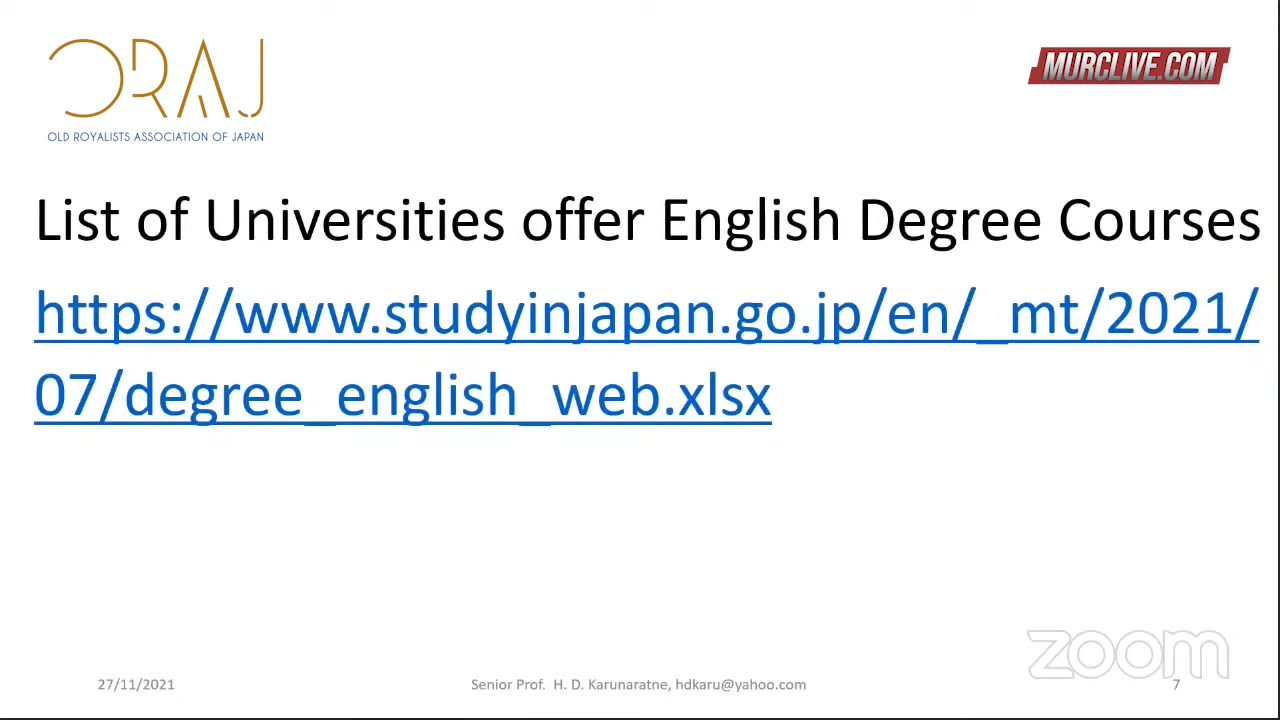 ORAJ
OLD ROYALISTS ASSOCIATION OF JAPAN
MURCLIVE.COM
List of Universities offer English Degree Courses
https://www.studyinjapan.go.jp/en/_mt/2021/
07/degree_english_web.xlsx
zoom
27/11/2021
Senior Prof. H. D. Karunaratne, hdkaru@yahoo.com
7